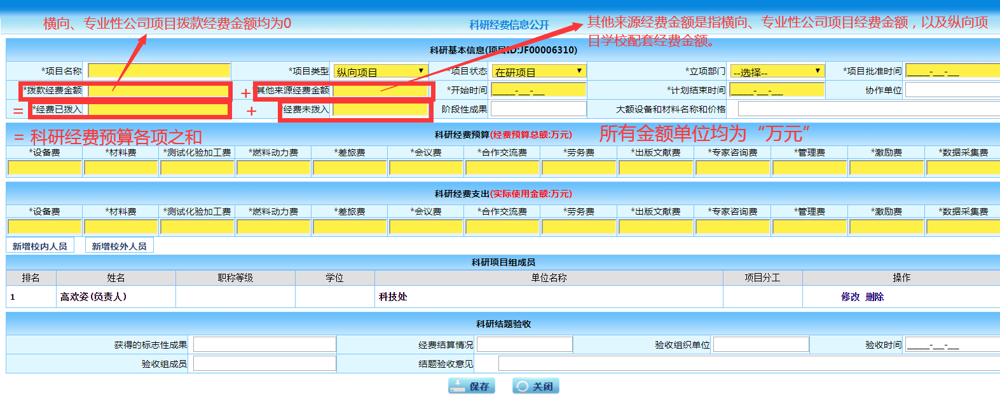 横向、专业性公司项目拨款经费金额均为0
科研经费信息公开
其他来源经费金额是指横向、专业性公司项目经费金额，以及纵向项
目学校配套经费金额。
科研基本信息(项目ID:JF00006310)
*项目名称 *项目类型 纵向项目 *项目状态 在研项目 *立项部门 --选择-- *项目批准时间 ____-__-__
*拨款经费金额 + *其他来源经费金额 *开始时间 ____-__-__ *计划结束时间 ____-__-__ 协作单位
= *经费已拨入 + *经费未拨入 阶段性成果 大额设备和材料名称和价格
= 科研经费预算各项之和
科研经费预算(经费预算总额:万元)
所有金额单位均为“万元”
*设备费 *材料费 *测试化验加工费 *燃料动力费 *差旅费 *会议费 *合作交流费 *劳务费 *出版文献费 *专家咨询费 *管理费 *激励费 *数据采集费
科研经费支出(实际使用金额:万元)
*设备费 *材料费 *测试化验加工费 *燃料动力费 *差旅费 *会议费 *合作交流费 *劳务费 *出版文献费 *专家咨询费 *管理费 *激励费 *数据采集费
新增校内人员 新增校外人员
科研项目组成员
排名 姓名 职称等级 学位 单位名称 项目分工 操作
1 高欢姿(负责人) 科技处 修改 删除
科研结题验收
获得的标志性成果 经费结算情况 验收组织单位 验收时间 ____-__-__
验收组成员 结题验收意见
保存 关闭